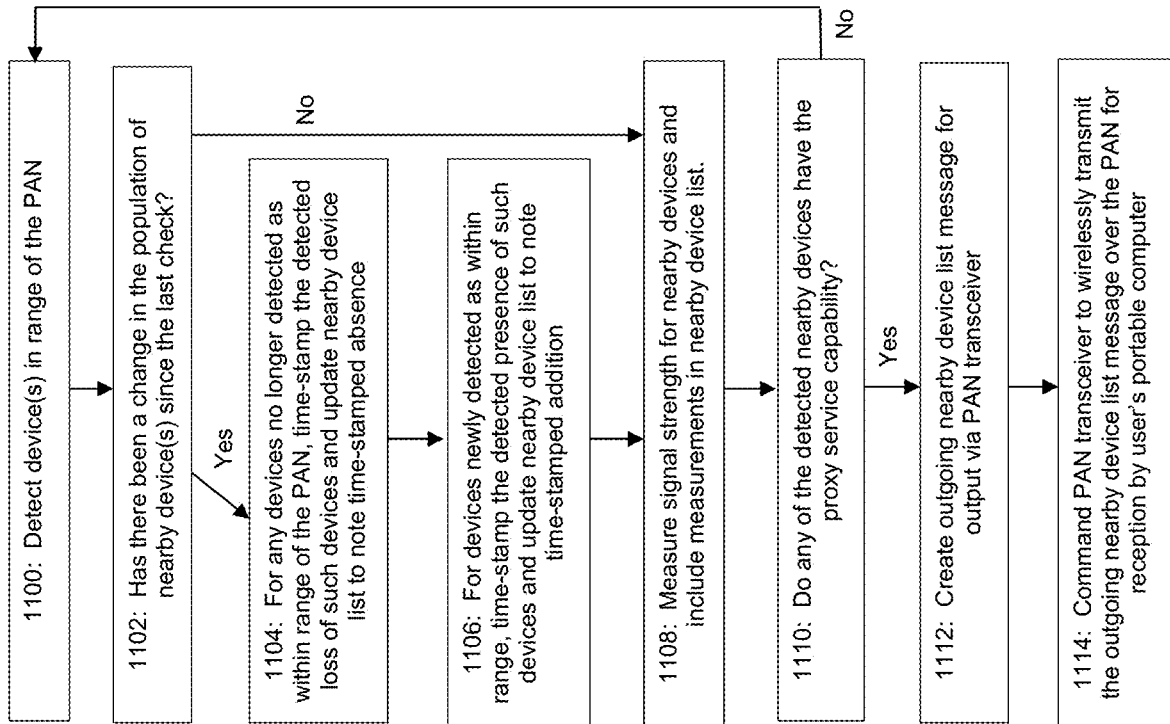 1100: Detect device(s) in range of the PAN
1102: Has there been a change in the population of
nearby device(s) since the last check?
Yes
No
1104: For any devices no longer detected as
within range of the PAN, time-stamp the detected
loss of such devices and update nearby device
list to note time-stamped absence
1106: For devices newly detected as within
range, time-stamp the detected presence of such
devices and update nearby device list to note
time-stamped addition
1108: Measure signal strength for nearby devices and
include measurements in nearby device list.
1110: Do any of the detected nearby devices have the
proxy service capability?
No
Yes
1112: Create outgoing nearby device list message for
output via PAN transceiver
1114: Command PAN transceiver to wirelessly transmit
the outgoing nearby device list message over the PAN for
reception by user's portable computer